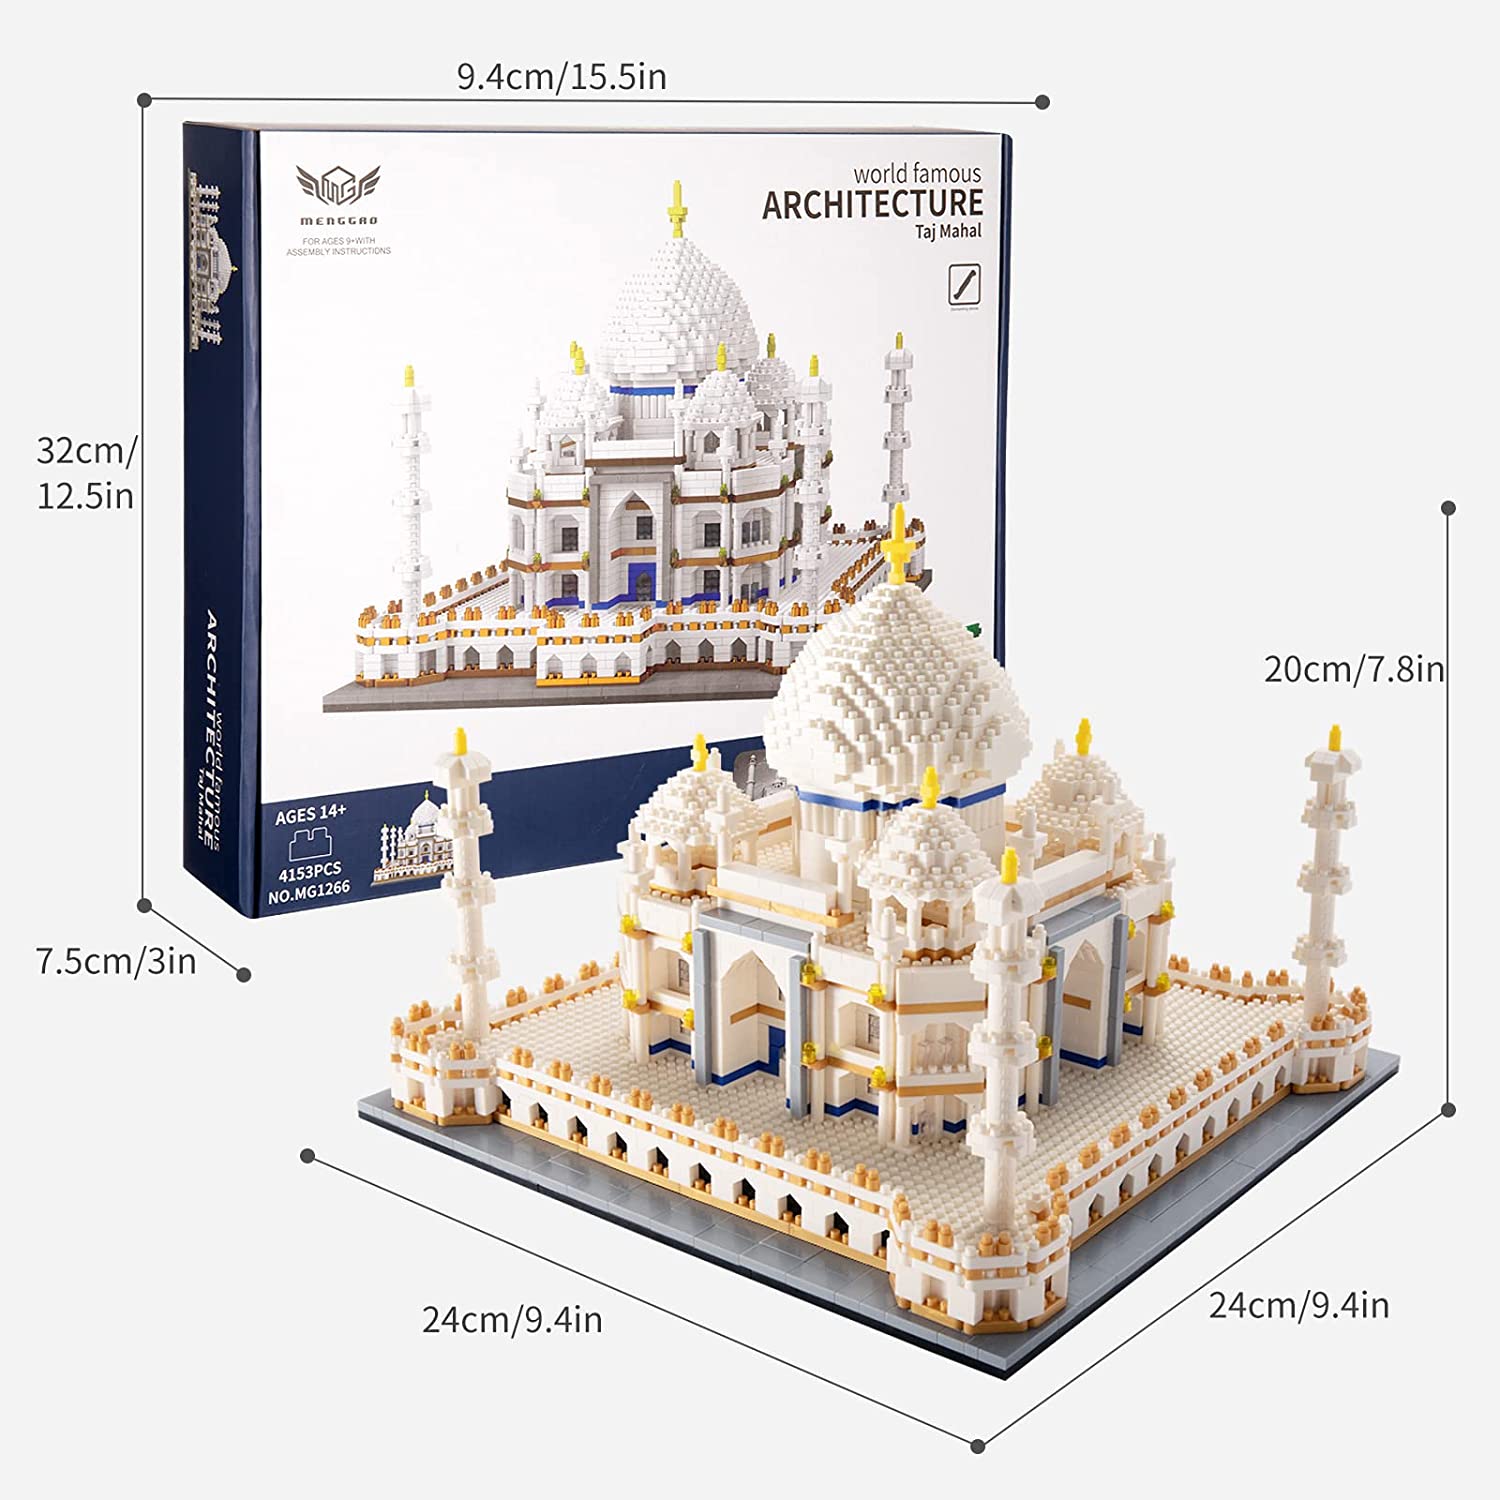 9.4cm/15.5in
MENGGAO
FOR AGES 9+WITH
ASSEMBLY INSTRUCTIONS
world famous
ARCHITECTURE
Taj Mahal
32cm/
12.5in
20cm/7.8in
world famous
ARCHITECTURE
Taj Mahal
AGES 14+
4153PCS
NO.MG1266
7.5cm/3in
24cm/9.4in
24cm/9.4in